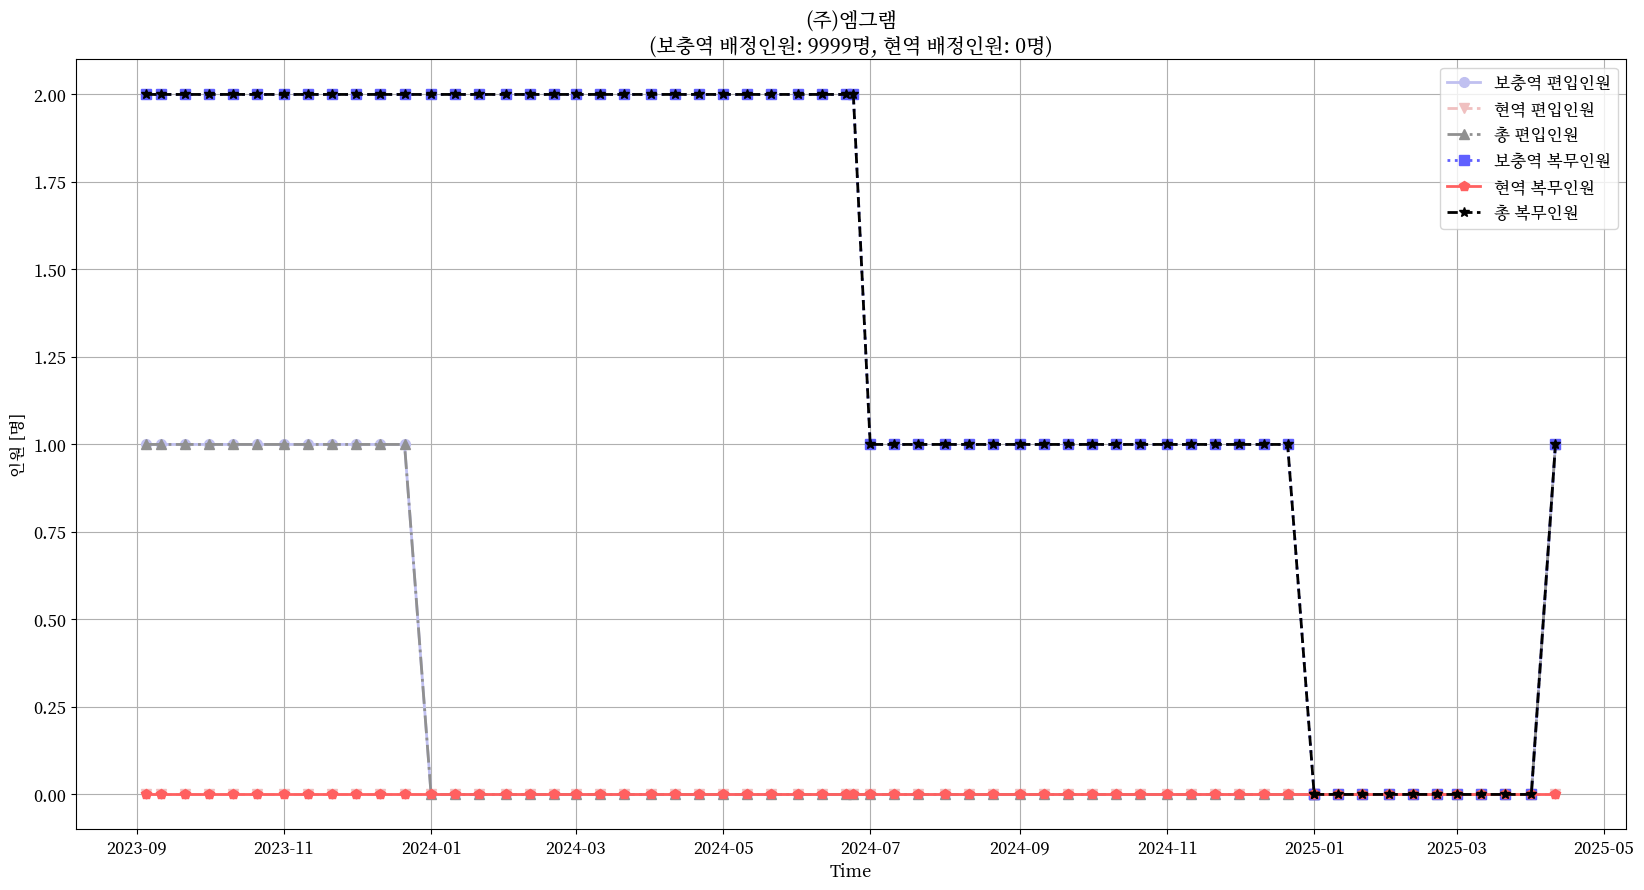 (주)엠그램
(보충역 배정인원: 9999명, 현역 배정인원: 0명)
보충역 편입인원
현역 편입인원
총 편입인원
보충역 복무인원
현역 복무인원
총 복무인원
인원 [명]
2.00
1.75
1.50
1.25
1.00
0.75
0.50
0.25
0.00
2023-09 2023-11 2024-01 2024-03 2024-05 2024-07 2024-09 2024-11 2025-01 2025-03 2025-05
Time